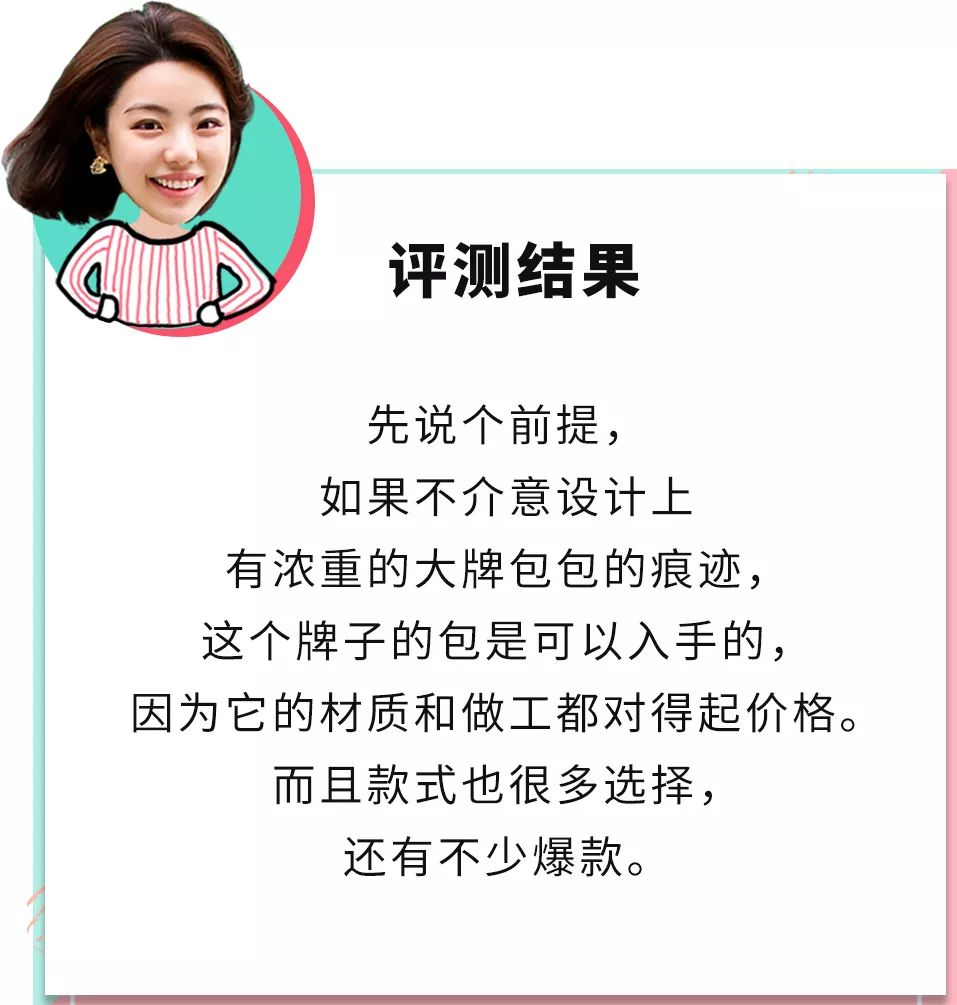 评测结果
先说个前提，
如果不介意设计上
有浓重的大牌包包的痕迹，
这个牌子的包是可以入手的，
因为它的材质和做工都对得起价格。
而且款式也很多选择，
还有不少爆款。